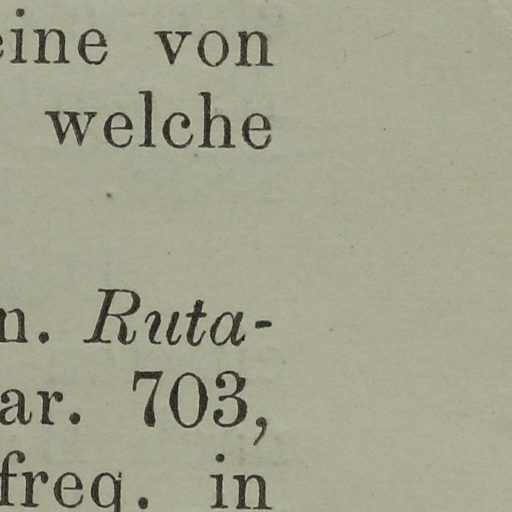 eine von
welche
n. Ruta-
ar. 703,
freq. in